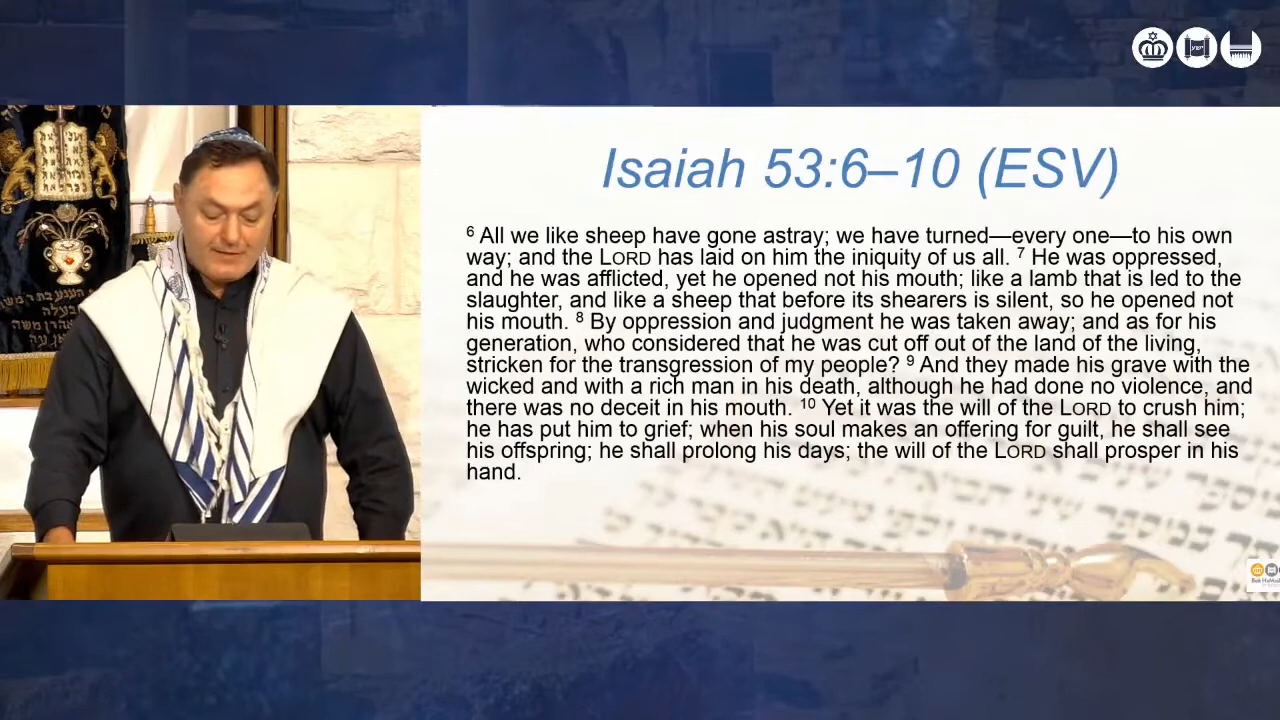 Isaiah 53:6–10 (ESV)
6 All we like sheep have gone astray; we have turned—every one—to his own
way; and the LORD has laid on him the iniquity of us all. 7 He was oppressed,
and he was afflicted, yet he opened not his mouth; like a lamb that is led to the
slaughter, and like a sheep that before its shearers is silent, so he opened not
his mouth. 8 By oppression and judgment he was taken away; and as for his
generation, who considered that he was cut off out of the land of the living,
stricken for the transgression of my people? 9 And they made his grave with the
wicked and with a rich man in his death, although he had done no violence, and
there was no deceit in his mouth. 10 Yet it was the will of the LORD to crush him;
he has put him to grief; when his soul makes an offering for guilt, he shall see
his offspring; he shall prolong his days; the will of the LORD shall prosper in his
hand.